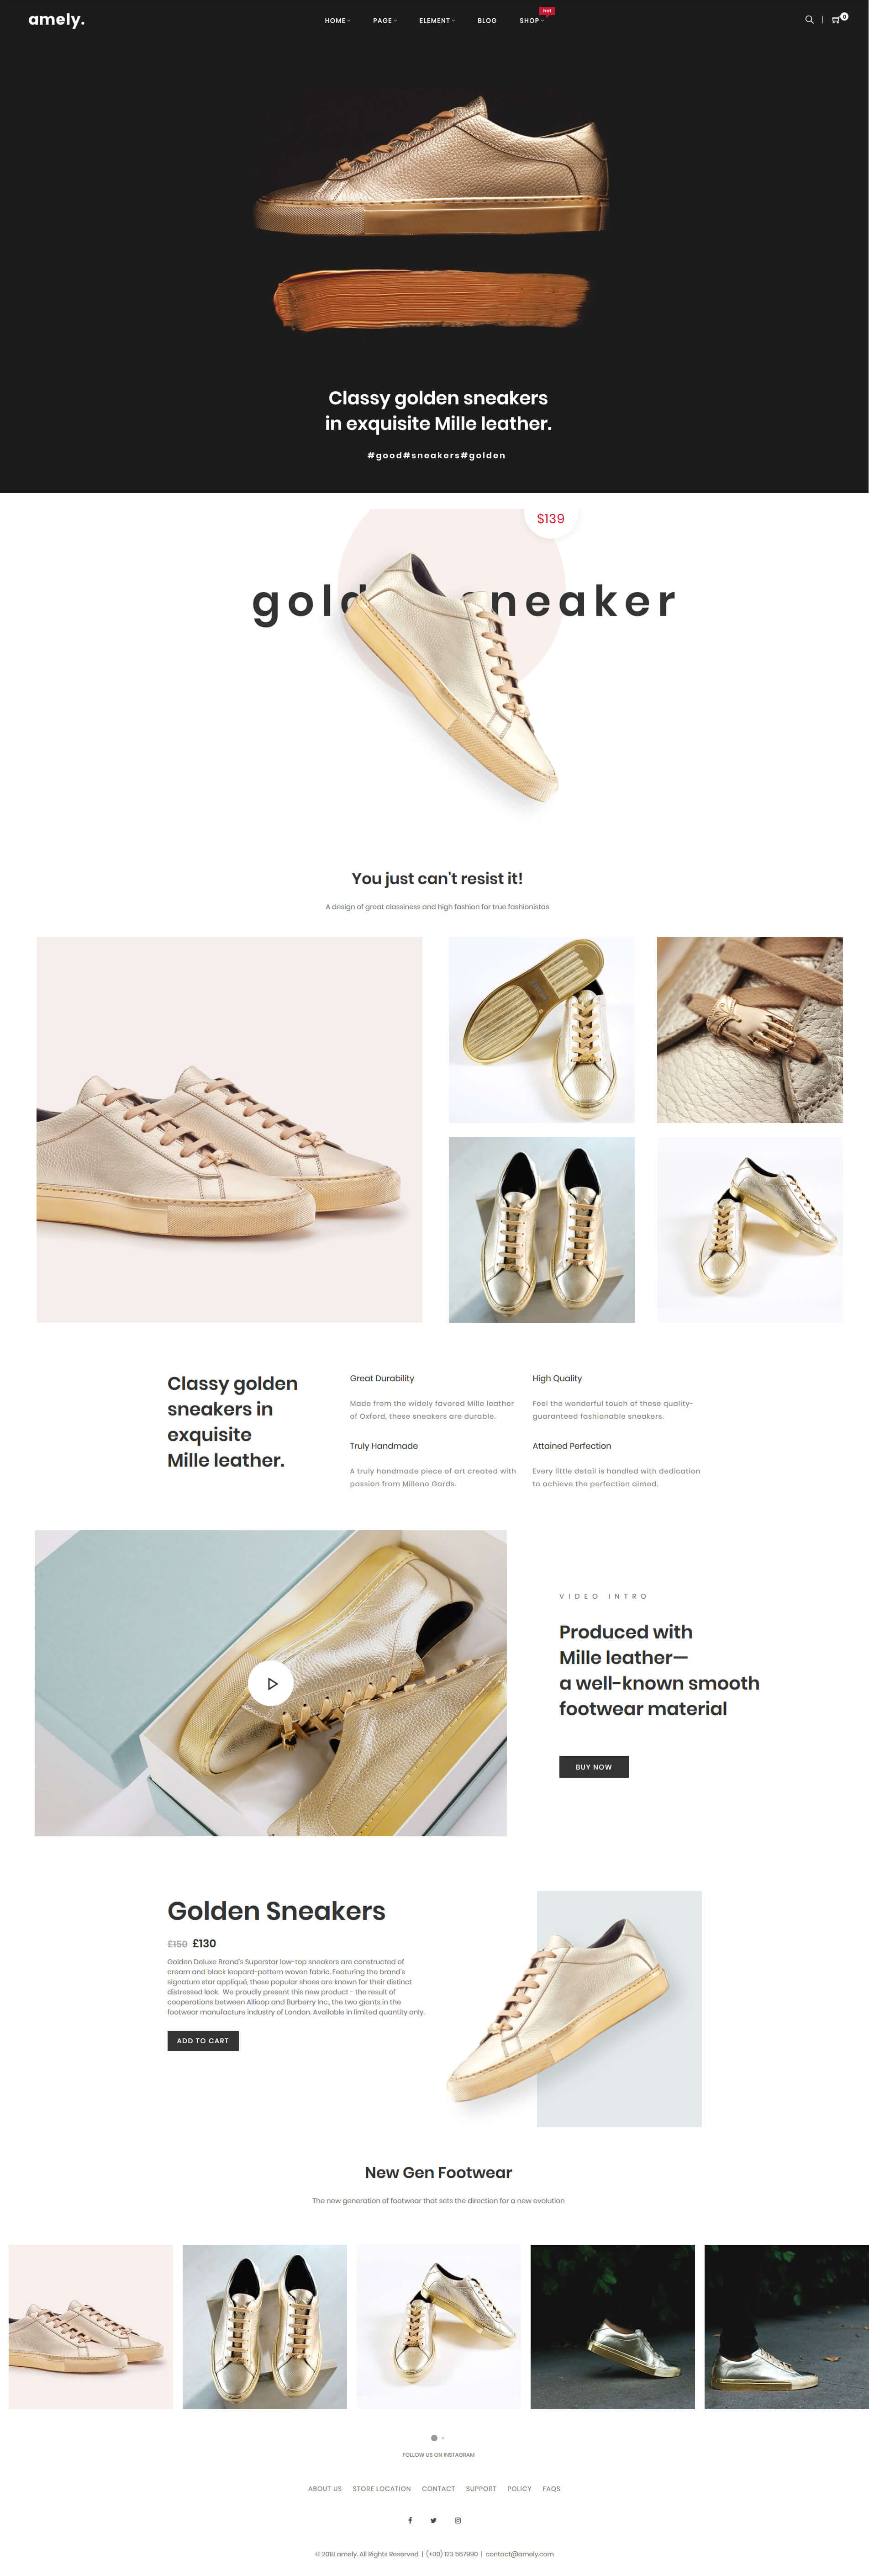 amely.
HOME PAGE ELEMENT BLOG SHOP
hot
0
Classy golden sneakers
in exquisite Mille leather.
#good#sneakers#golden
$139
gold sneaker
You just can't resist it!
A design of great classiness and high fashion for true fashionistas
Classy golden
sneakers in
exquisite
Mille leather.
Great Durability
Made from the widely favored Mille leather
of Oxford, these sneakers are durable.
High Quality
Feel the wonderful touch of these quality-
guaranteed fashionable sneakers.
Truly Handmade
A truly handmade piece of art created with
passion from Milleno Gards.
Attained Perfection
Every little detail is handled with dedication
to achieve the perfection aimed.
VIDEO INTRO
Produced with
Mille leather—
a well-known smooth
footwear material
BUY NOW
Golden Sneakers
£150 £130
Golden Deluxe Brand's Superstar low-top sneakers are constructed of
cream and black leopard-pattern woven fabric. Featuring the brand's
signature star appliqué, these popular shoes are known for their distinct
distressed look. We proudly present this new product - the result of
cooperations between Allioop and Burberry Inc., the two giants in the
footwear manufacture industry of London. Available in limited quantity only.
ADD TO CART
New Gen Footwear
The new generation of footwear that sets the direction for a new evolution
FOLLOW US ON INSTAGRAM
ABOUT US STORE LOCATION CONTACT SUPPORT POLICY FAQS
© 2018 amely. All Rights Reserved | (+00) 123 567990 | contact@amely.com